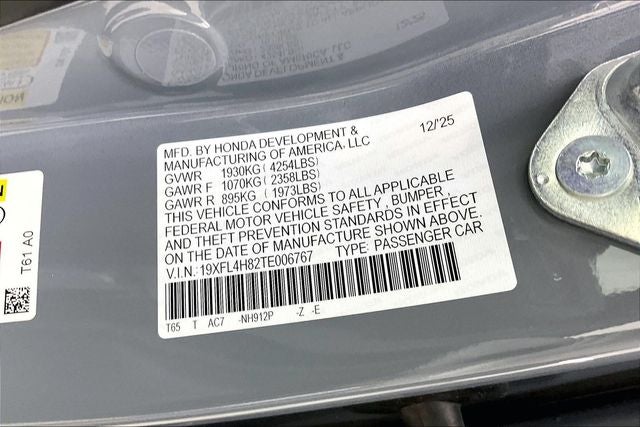 MFD. BY HONDA DEVELOPMENT &
MANUFACTURING OF AMERICA, LLC
12/'25
GVWR 1930KG ( 4254LBS)
GAWR F 1070KG ( 2358LBS)
GAWR R 895KG ( 1973LBS)
THIS VEHICLE CONFORMS TO ALL APPLICABLE
FEDERAL MOTOR VEHICLE SAFETY , BUMPER ,
AND THEFT PREVENTION STANDARDS IN EFFECT
ON THE DATE OF MANUFACTURE SHOWN ABOVE.
V.I.N: 19XFL4H82TE006767 TYPE: PASSENGER CAR
T65 T AC7 -NH912P -Z -E
T61 A0